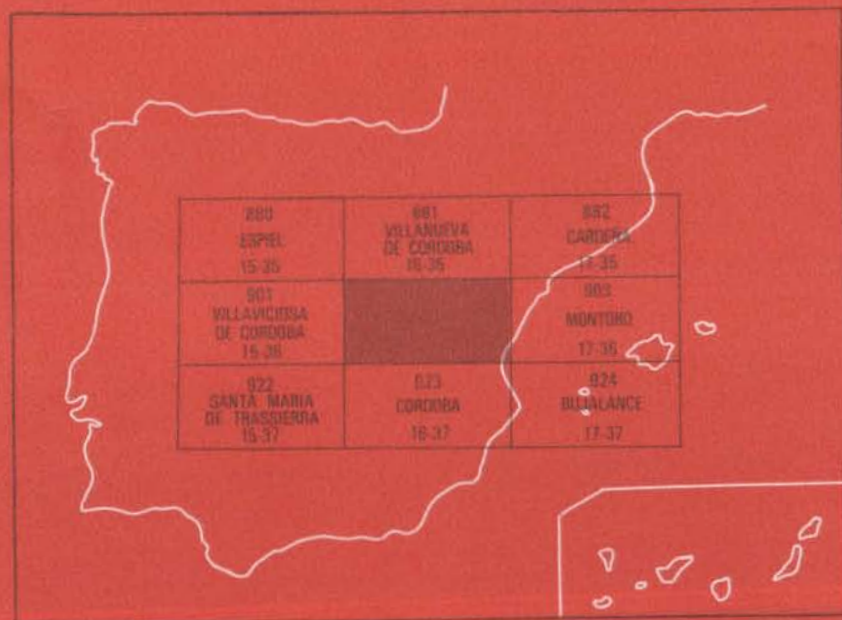 880
ESPIEL
15-35
881
VILLANUEVA
DE CORDOBA
16-35
882
CARDEÑA
17-35
901
VILLAVICIOSA
DE CORDOBA
15-36
903
MONTORO
17-36
922
SANTA MARIA
DE TRASSIERRA
15-37
923
CORDOBA
16-37
924
BUJALANCE
17-37